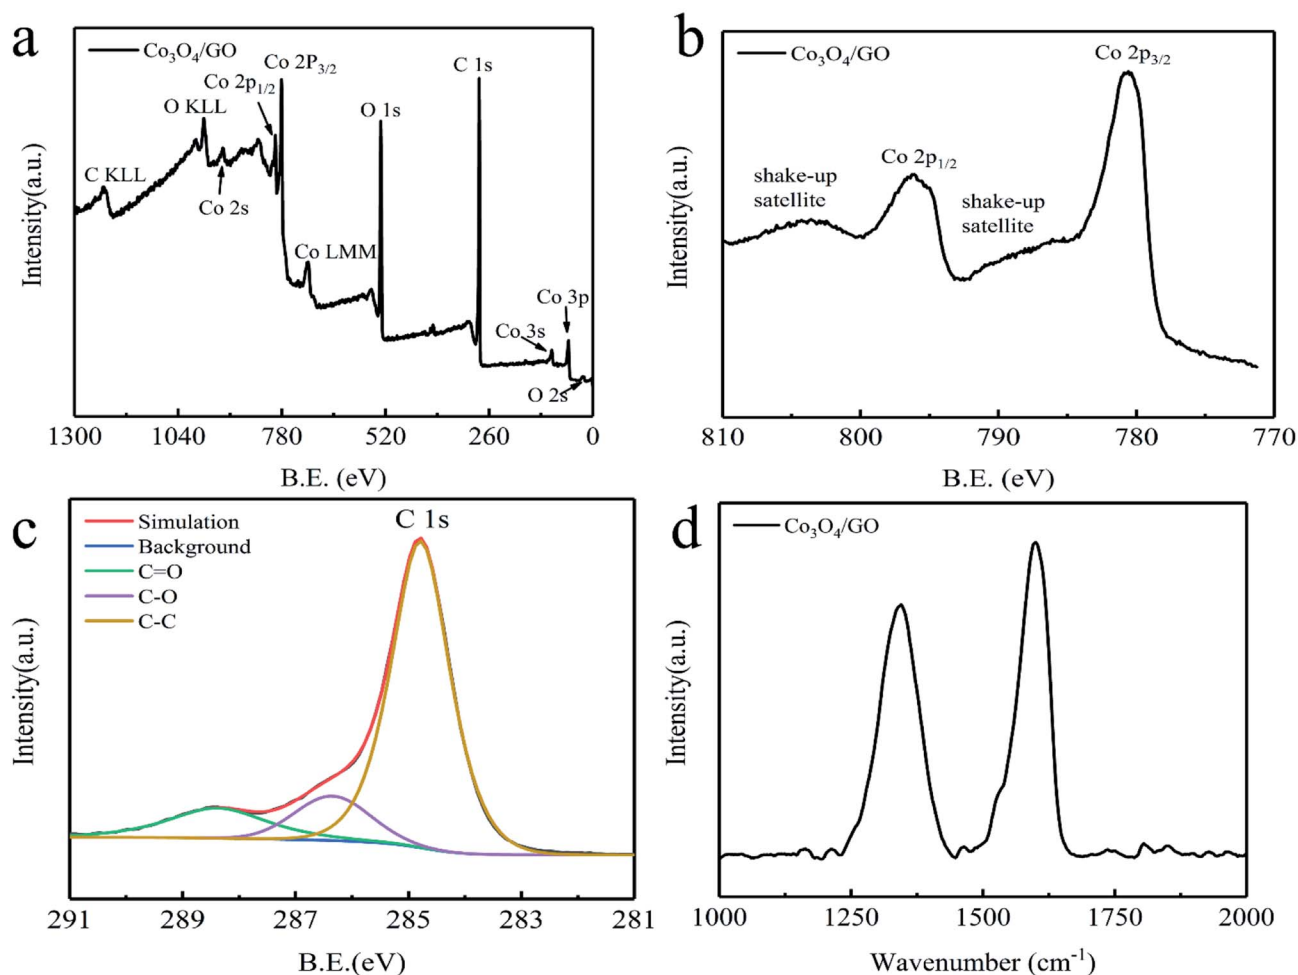 a
Co₃O₄/GO
Co 2P₃/₂
C 1s
Co 2p₁/₂
O KLL
O 1s
C KLL
Co 2s
Co LMM
Co 3p
Co 3s
O 2s
Intensity(a.u.)
1300 1040 780 520 260 0
B.E. (eV)
b
Co₃O₄/GO
Co 2p₃/₂
Co 2p₁/₂
shake-up
satellite
shake-up
satellite
Intensity(a.u.)
810 800 790 780 770
B.E. (eV)
c
Simulation
Background
C=O
C-O
C-C
C 1s
Intensity(a.u.)
291 289 287 285 283 281
B.E.(eV)
d
Co₃O₄/GO
Intensity(a.u.)
1000 1250 1500 1750 2000
Wavenumber (cm⁻¹)